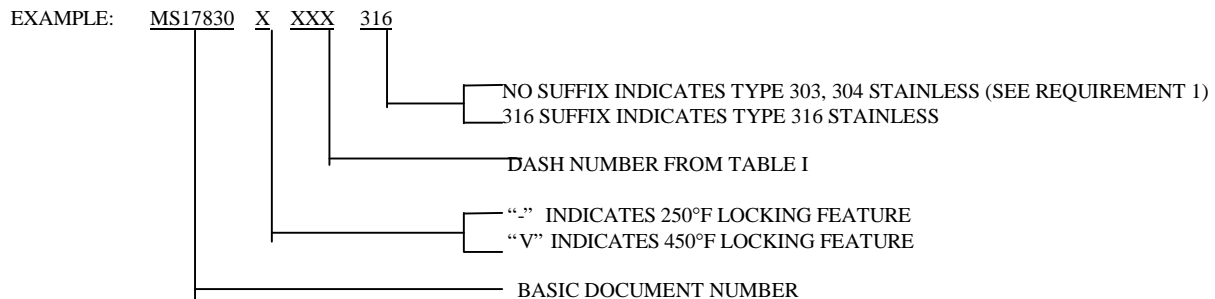 EXAMPLE: MS17830 X XXX 316
NO SUFFIX INDICATES TYPE 303, 304 STAINLESS (SEE REQUIREMENT 1)
316 SUFFIX INDICATES TYPE 316 STAINLESS
DASH NUMBER FROM TABLE I
“-” INDICATES 250°F LOCKING FEATURE
“V” INDICATES 450°F LOCKING FEATURE
BASIC DOCUMENT NUMBER